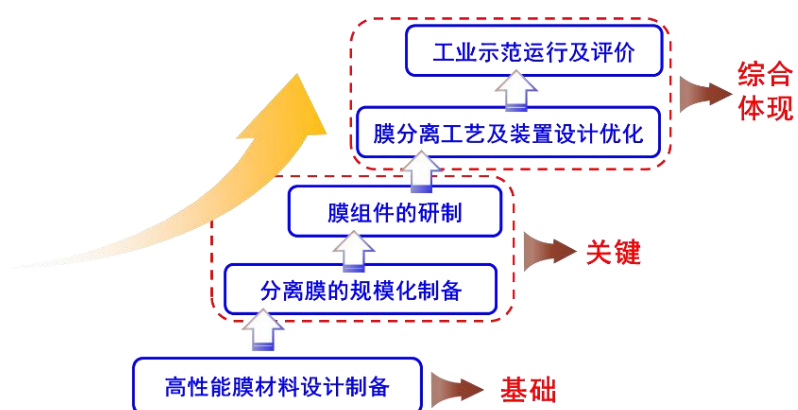 工业示范运行及评价
综合
体现
膜分离工艺及装置设计优化
膜组件的研制
关键
分离膜的规模化制备
高性能膜材料设计制备
基础